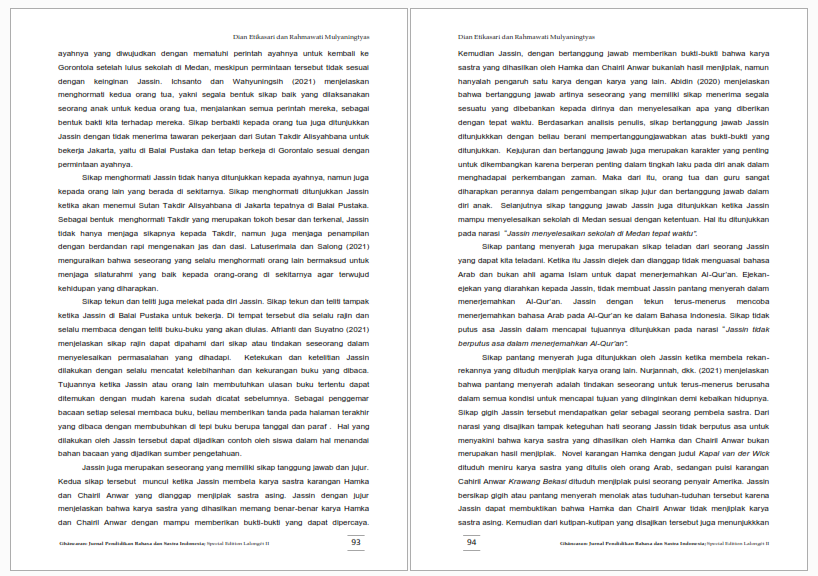 Dian Etikasari dan Rahmawati Mulyaningtyas
ayahnya yang diwujudkan dengan mematuhi perintah ayahnya untuk kembali ke
Gorontola setelah lulus sekolah di Medan, meskipun permintaan tersebut tidak sesuai
dengan keinginan Jassin. Ichsanto dan Wahyuningsih (2021) menjelaskan
menghormati kedua orang tua, yakni segala bentuk sikap baik yang dilaksanakan
seorang anak untuk kedua orang tua, menjalankan semua perintah mereka, sebagai
bentuk bakti kita terhadap mereka. Sikap berbakti kepada orang tua juga ditunjukkan
Jassin dengan tidak menerima tawaran pekerjaan dari Sutan Takdir Alisyahbana untuk
bekerja Jakarta, yaitu di Balai Pustaka dan tetap berkeja di Gorontalo sesuai dengan
permintaan ayahnya.
Sikap menghormati Jassin tidak hanya ditunjukkan kepada ayahnya, namun juga
kepada orang lain yang berada di sekitarnya. Sikap menghormati ditunjukkan Jassin
ketika akan menemui Sutan Takdir Alisyahbana di Jakarta tepatnya di Balai Pustaka.
Sebagai bentuk menghormati Takdir yang merupakan tokoh besar dan terkenal, Jassin
tidak hanya menjaga sikapnya kepada Takdir, namun juga menjaga penampilan
dengan berdandan rapi mengenakan jas dan dasi. Latuserimala dan Salong (2021)
menguraikan bahwa seseorang yang selalu menghormati orang lain bermaksud untuk
menjaga silaturahmi yang baik kepada orang-orang di sekitarnya agar terwujud
kehidupan yang diharapkan.
Sikap tekun dan teliti juga melekat pada diri Jassin. Sikap tekun dan teliti tampak
ketika Jassin di Balai Pustaka untuk bekerja. Di tempat tersebut dia selalu rajin dan
selalu membaca dengan teliti buku-buku yang akan diulas. Afrianti dan Suyatno (2021)
menjelaskan sikap rajin dapat dipahami dari sikap atau tindakan seseorang dalam
menyelesaikan permasalahan yang dihadapi. Ketekukan dan ketelitian Jassin
dilakukan dengan selalu mencatat kelebihanhan dan kekurangan buku yang dibaca.
Tujuannya ketika Jassin atau orang lain membutuhkan ulasan buku tertentu dapat
ditemukan dengan mudah karena sudah dicatat sebelumnya. Sebagai penggemar
bacaan setiap selesai membaca buku, beliau memberikan tanda pada halaman terakhir
yang dibaca dengan membubuhkan di tepi buku berupa tanggal dan paraf . Hal yang
dilakukan oleh Jassin tersebut dapat dijadikan contoh oleh siswa dalam hal menandai
bahan bacaan yang dijadikan sumber pengetahuan.
Jassin juga merupakan seseorang yang memiliki sikap tanggung jawab dan jujur.
Kedua sikap tersebut muncul ketika Jassin membela karya sastra karangan Hamka
dan Chairil Anwar yang dianggap menjiplak sastra asing. Jassin dengan jujur
menjelaskan bahwa karya sastra yang dihasilkan memang benar-benar karya Hamka
dan Chairil Anwar dengan mampu memberikan bukti-bukti yang dapat dipercaya.
Ghâncaran: Jurnal Pendidikan Bahasa dan Sastra Indonesia; Special Edition Lalongét II
93
Dian Etikasari dan Rahmawati Mulyaningtyas
Kemudian Jassin, dengan bertanggung jawab memberikan bukti-bukti bahwa karya
sastra yang dihasilkan oleh Hamka dan Chairil Anwar bukanlah hasil menjiplak, namun
hanyalah pengaruh satu karya dengan karya yang lain. Abidin (2020) menjelaskan
bahwa bertanggung jawab artinya seseorang yang memiliki sikap menerima segala
sesuatu yang dibebankan kepada dirinya dan menyelesaikan apa yang diberikan
dengan tepat waktu. Berdasarkan analisis penulis, sikap bertanggung jawab Jassin
ditunjukkkan dengan beliau berani mempertanggungjawabkan atas bukti-bukti yang
ditunjukkan. Kejujuran dan bertanggung jawab juga merupakan karakter yang penting
untuk dikembangkan karena berperan penting dalam tingkah laku pada diri anak dalam
menghadapai perkembangan zaman. Maka dari itu, orang tua dan guru sangat
diharapkan perannya dalam pengembangan sikap jujur dan bertanggung jawab dalam
diri anak. Selanjutnya sikap tanggung jawab Jassin juga ditunjukkan ketika Jassin
mampu menyelesaikan sekolah di Medan sesuai dengan ketentuan. Hal itu ditunjukkan
pada narasi “Jassin menyelesaikan sekolah di Medan tepat waktu”.
Sikap pantang menyerah juga merupakan sikap teladan dari seorang Jassin
yang dapat kita teladani. Ketika itu Jassin diejek dan dianggap tidak menguasai bahasa
Arab dan bukan ahli agama Islam untuk dapat menerjemahkan Al-Qur’an. Ejekan-
ejekan yang diarahkan kepada Jassin, tidak membuat Jassin pantang menyerah dalam
menerjemahkan Al-Qur’an. Jassin dengan tekun terus-menerus mencoba
menerjemahkan bahasa Arab pada Al-Qur’an ke dalam Bahasa Indonesia. Sikap tidak
putus asa Jassin dalam mencapai tujuannya ditunjukkan pada narasi “Jassin tidak
berputus asa dalam menerjemahkan Al-Qur’an”.
Sikap pantang menyerah juga ditunjukkan oleh Jassin ketika membela rekan-
rekannya yang dituduh menjiplak karya orang lain. Nurjannah, dkk. (2021) menjelaskan
bahwa pantang menyerah adalah tindakan seseorang untuk terus-menerus berusaha
dalam semua kondisi untuk mencapai tujuan yang diinginkan demi kebaikan hidupnya.
Sikap gigih Jassin tersebut mendapatkan gelar sebagai seorang pembela sastra. Dari
narasi yang disajikan tampak keteguhan hati seorang Jassin tidak berputus asa untuk
menyakini bahwa karya sastra yang dihasilkan oleh Hamka dan Chairil Anwar bukan
merupakan hasil menjiplak. Novel karangan Hamka dengan judul Kapal van der Wick
dituduh meniru karya sastra yang ditulis oleh orang Arab, sedangan puisi karangan
Cahiril Anwar Krawang Bekasi dituduh menjiplak puisi seorang penyair Amerika. Jassin
bersikap gigih atau pantang menyerah menolak atas tuduhan-tuduhan tersebut karena
Jassin dapat membuktikan bahwa Hamka dan Chairil Anwar tidak menjiplak karya
sastra asing. Kemudian dari kutipan-kutipan yang disajikan tersebut juga menunjukkkan
94
Ghâncaran: Jurnal Pendidikan Bahasa dan Sastra Indonesia; Special Edition Lalongét II